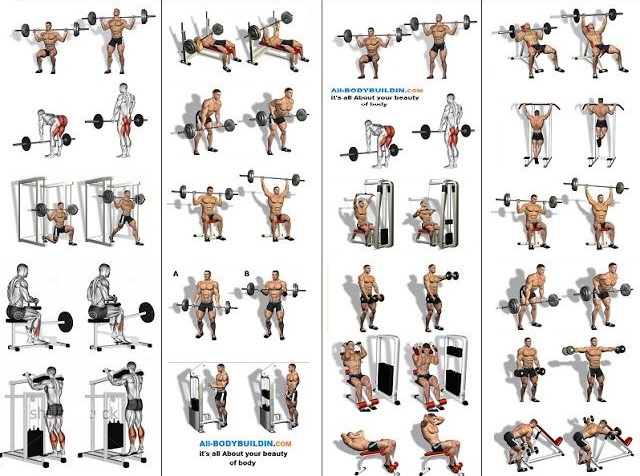 All-BODYBUILDIN.COM
it's all About your beauty
of body
A
B
All-BODYBUILDIN.COM
it's all About your beauty
of body